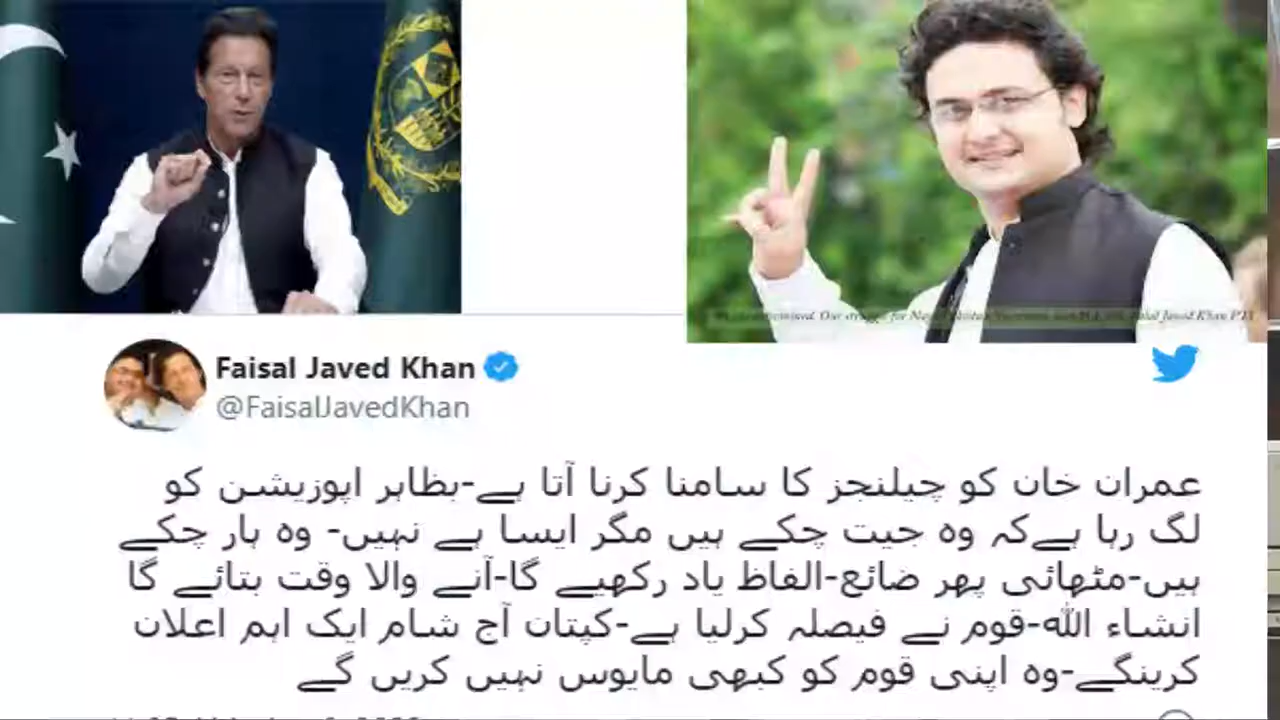 Faisal Javed Khan
@FaisalJavedKhan
عمران خان کو چیلنجز کا سامنا کرنا آتا ہے-بظاہر اپوزیشن کو
لگ رہا ہےکہ وہ جیت چکے ہیں مگر ایسا ہے نہیں- وہ ہار چکے
ہیں-مٹھائی پھر ضائع-الفاظ یاد رکھیے گا-آنے والا وقت بتائے گا
انشاء اللہ-قوم نے فیصلہ کرلیا ہے-کپتان آج شام ایک اہم اعلان
کرینگے-وہ اپنی قوم کو کبھی مایوس نہیں کریں گے